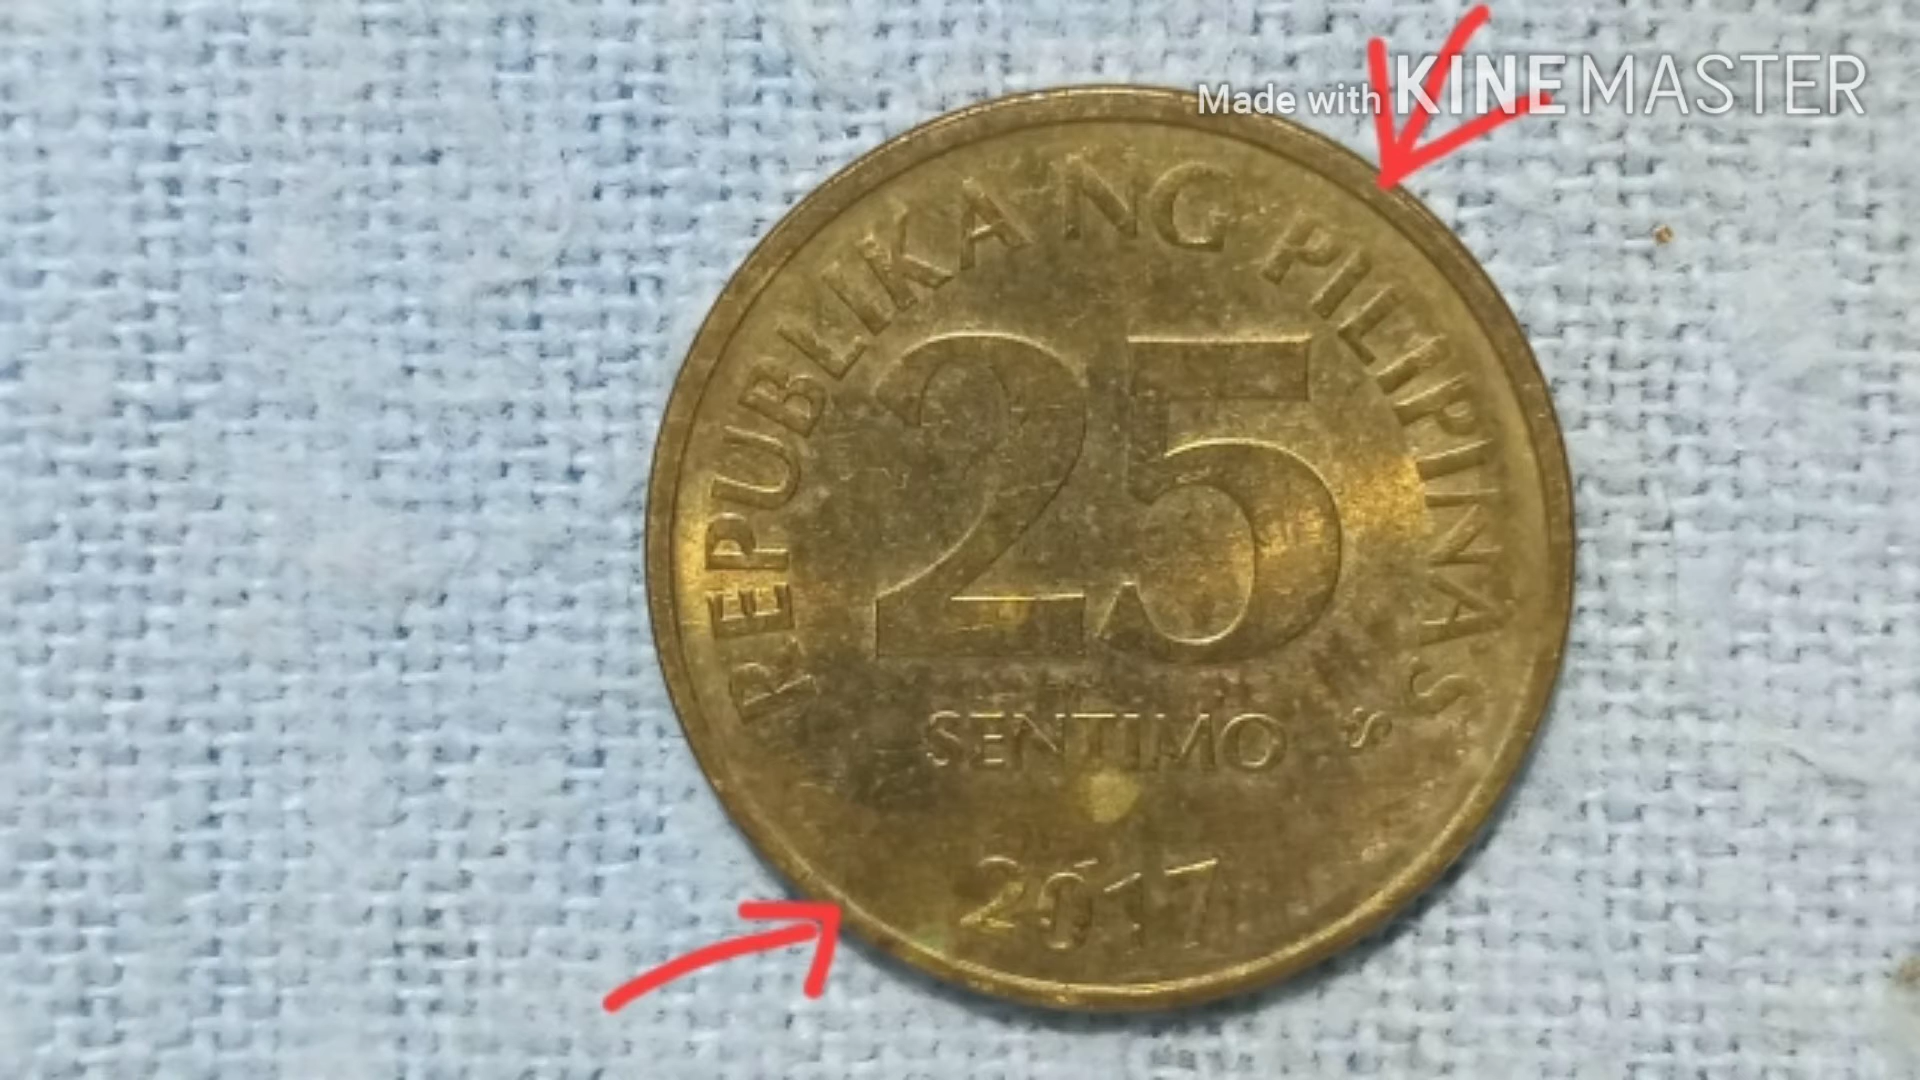 Made with KINEMASTER
REPUBLIKA NG PILIPINAS
25
SENTIMO
S
2017